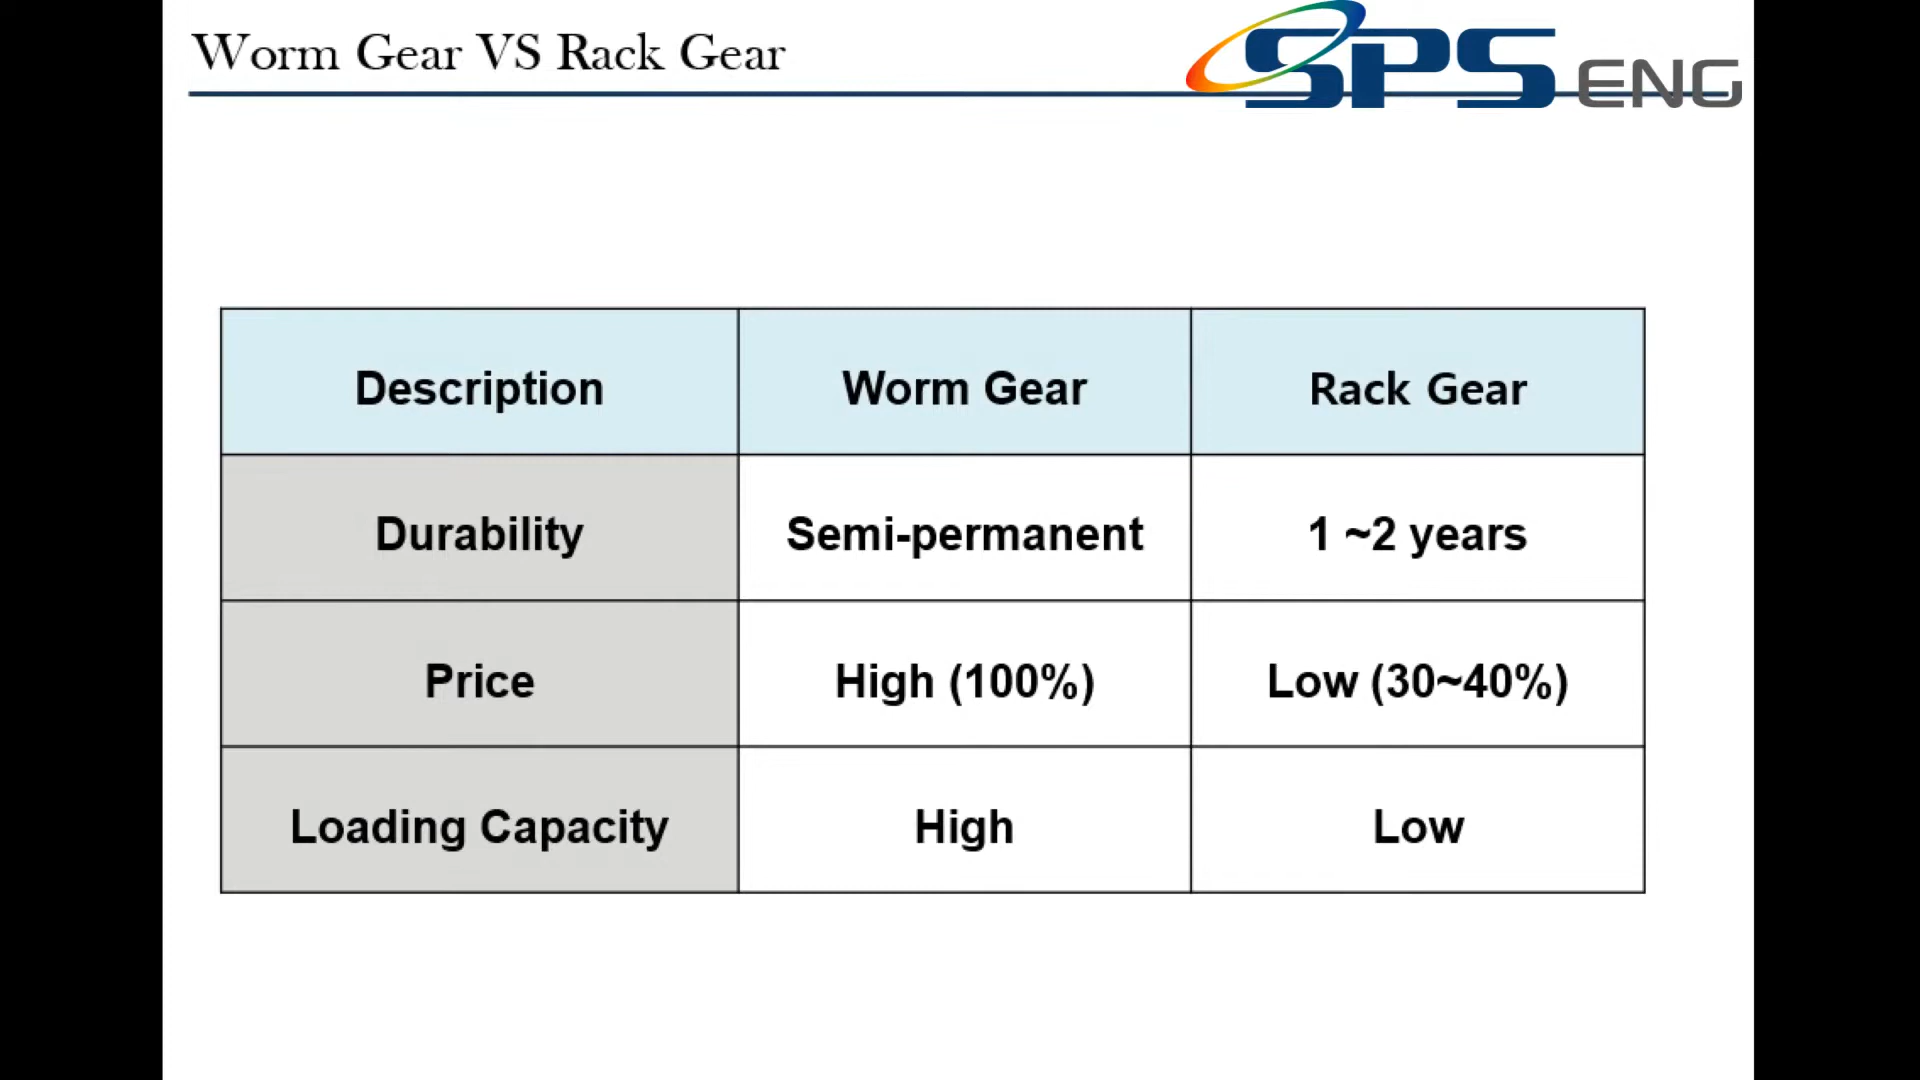 Worm Gear VS Rack Gear
SPS ENG
Description Worm Gear Rack Gear
Durability Semi-permanent 1 ~2 years
Price High (100%) Low (30~40%)
Loading Capacity High Low